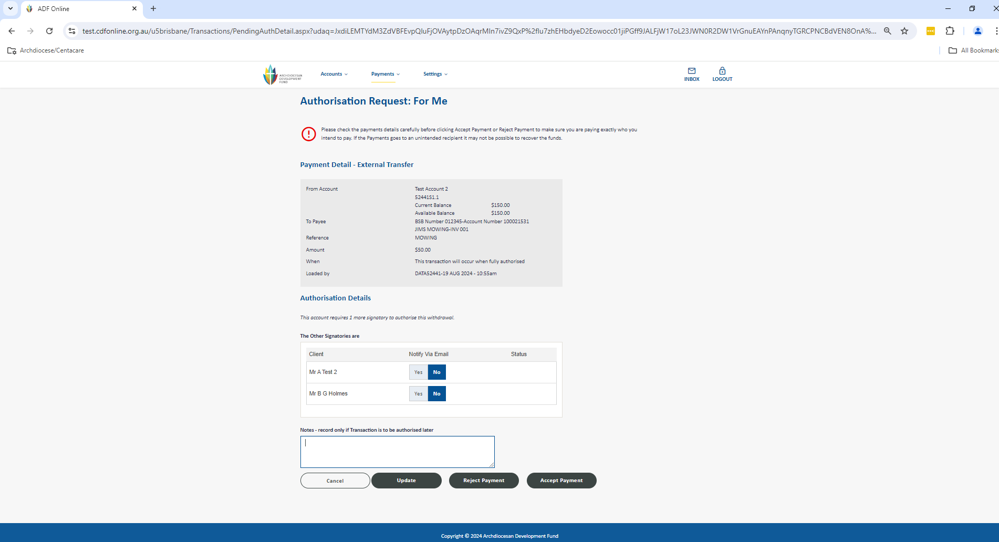 ADF Online
test.cdfonline.org.au/u5brisbane/Transactions/PendingAuthDetail.aspx?udaq=JxdiLEMTYdM3ZdVBFEvpQluFjOVAytpDzOAqrMln7ivZ9QxP%2flu7zhEHbdyeD2Eowocc01jiPGff9JALFjW17oL23JWN0R2DW1VrGnuEAYnPAnqnyTGRCPNCBdVEN8OnA%...
Archdiocese/Centacare
All Bookmarks
ARCHDIOCESAN
DEVELOPMENT
FUND
Accounts
Payments
Settings
INBOX
LOGOUT
Authorisation Request: For Me
Please check the payments details carefully before clicking Accept Payment or Reject Payment to make sure you are paying exactly who you
intend to pay. If the Payments goes to an unintended recipient it may not be possible to recover the funds.
Payment Detail - External Transfer
From Account Test Account 2
52441S1.1
Current Balance $150.00
Available Balance $150.00
To Payee BSB Number 012345-Account Number 100021531
JIMS MOWING-INV 001
Reference MOWING
Amount $50.00
When This transaction will occur when fully authorised
Loaded by DATA52441-19 AUG 2024 - 10:55am
Authorisation Details
This account requires 1 more signatory to authorise this withdrawal.
The Other Signatories are
Client Notify Via Email Status
Mr A Test 2 Yes No
Mr B G Holmes Yes No
Notes - record only if Transaction is to be authorised later
Cancel Update Reject Payment Accept Payment
Copyright © 2024 Archdiocesan Development Fund